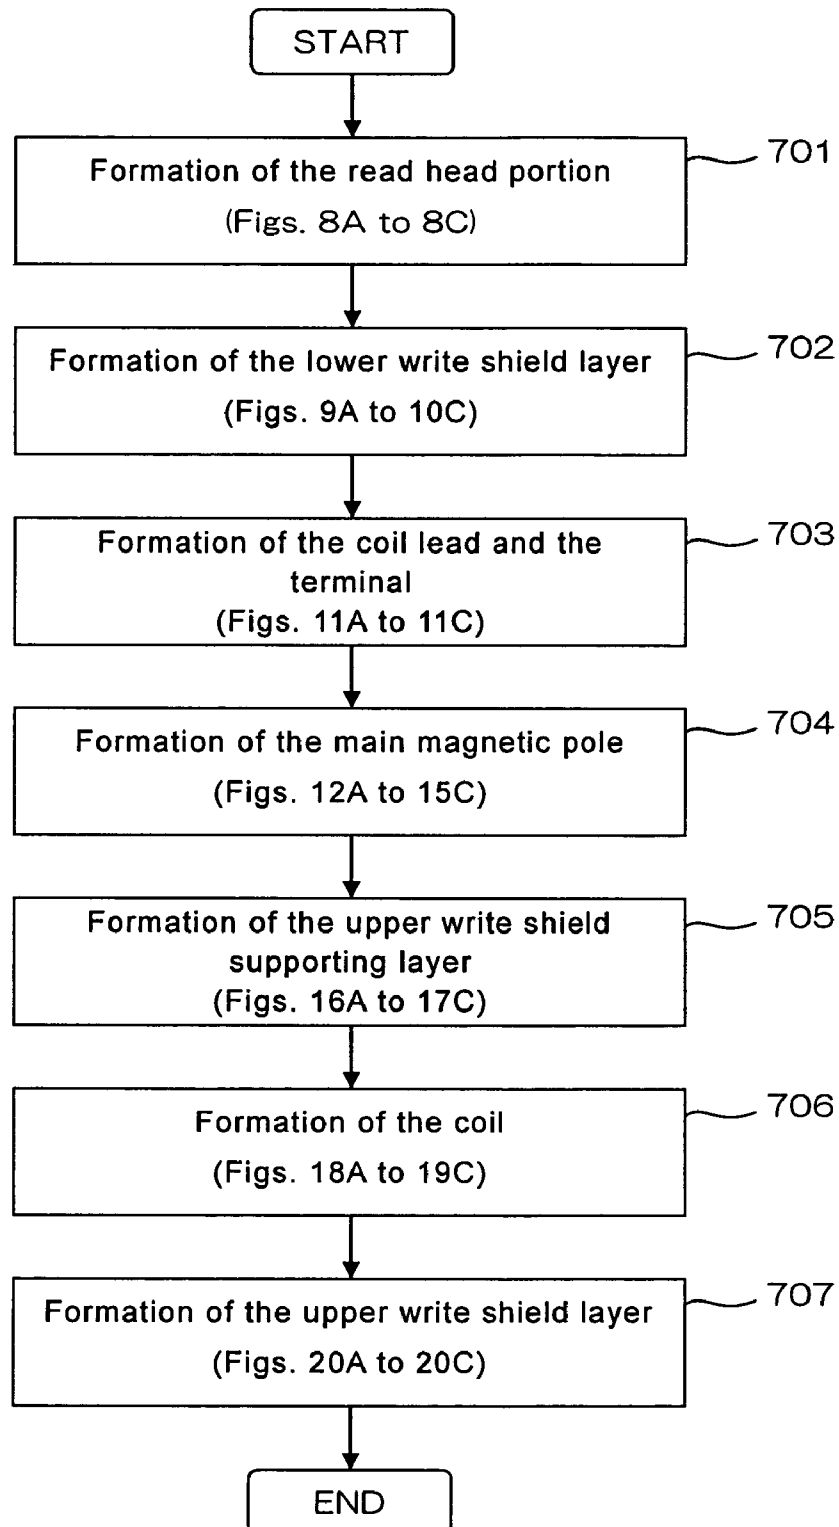 START
Formation of the read head portion
701
(Figs. 8A to 8C)
Formation of the lower write shield layer
702
(Figs. 9A to 10C)
Formation of the coil lead and the
703
terminal
(Figs. 11A to 11C)
Formation of the main magnetic pole
704
(Figs. 12A to 15C)
Formation of the upper write shield
705
supporting layer
(Figs. 16A to 17C)
Formation of the coil
706
(Figs. 18A to 19C)
Formation of the upper write shield layer
707
(Figs. 20A to 20C)
END